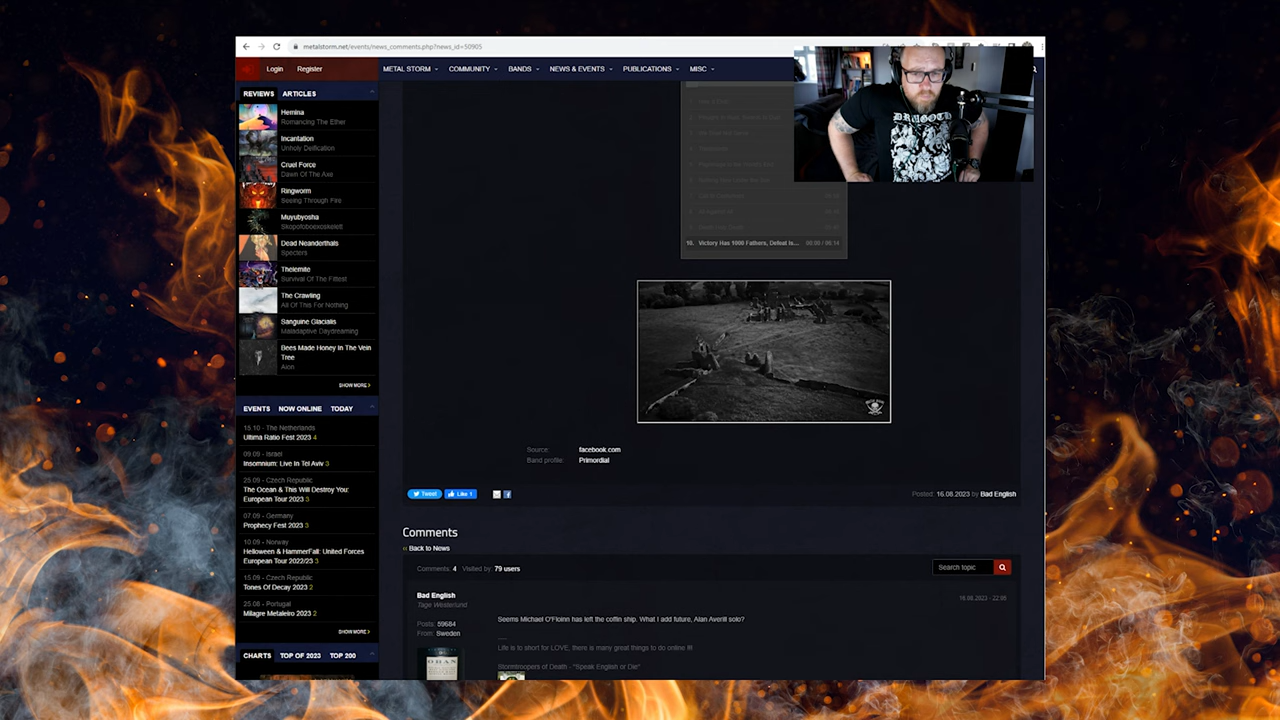 metalstorm.net/events/news_comments.php?news_id=50905
Login Register
METAL STORM COMMUNITY BANDS NEWS & EVENTS PUBLICATIONS MISC
REVIEWS ARTICLES
Hemina
Romancing The Ether
Incantation
Unholy Deification
Cruel Force
Dawn Of The Axe
Ringworm
Seeing Through Fire
Muyubyosha
Skopofoboexoskelett
Dead Neanderthals
Specters
Thelemite
Survival Of The Fittest
The Crawling
All Of This For Nothing
Sanguine Glacialis
Maladaptive Daydreaming
Bees Made Honey In The Vein
Tree
Aion
SHOW MORE
EVENTS NOW ONLINE TODAY
15.10 - The Netherlands
Ultima Ratio Fest 2023 4
09.09 - Israel
Insomnium: Live In Tel Aviv 3
25.09 - Czech Republic
The Ocean & This Will Destroy You:
European Tour 2023 3
07.09 - Germany
Prophecy Fest 2023 3
10.09 - Norway
Helloween & HammerFall: United Forces
European Tour 2022/23 3
15.09 - Czech Republic
Tones Of Decay 2023 2
25.08 - Portugal
Milagre Metaleiro 2023 2
SHOW MORE
CHARTS TOP OF 2023 TOP 200
10. Victory Has 1000 Fathers, Defeat Is... 00:00 / 06:14
DRUGOTH
Source: facebook.com
Band profile: Primordial
Tweet Like 1
Posted: 16.08.2023 by Bad English
Comments
‹‹ Back to News
Comments: 4 Visited by: 79 users
Search topic
Bad English
Tage Westerlund
Posts: 59684
From: Sweden
16.08.2023 - 22:08
Seems Michael O'Floinn has left the coffin ship. What I add future, Alan Averill solo?
----
Life is to short for LOVE, there is many great things to do online !!!
Stormtroopers of Death - "Speak English or Die"